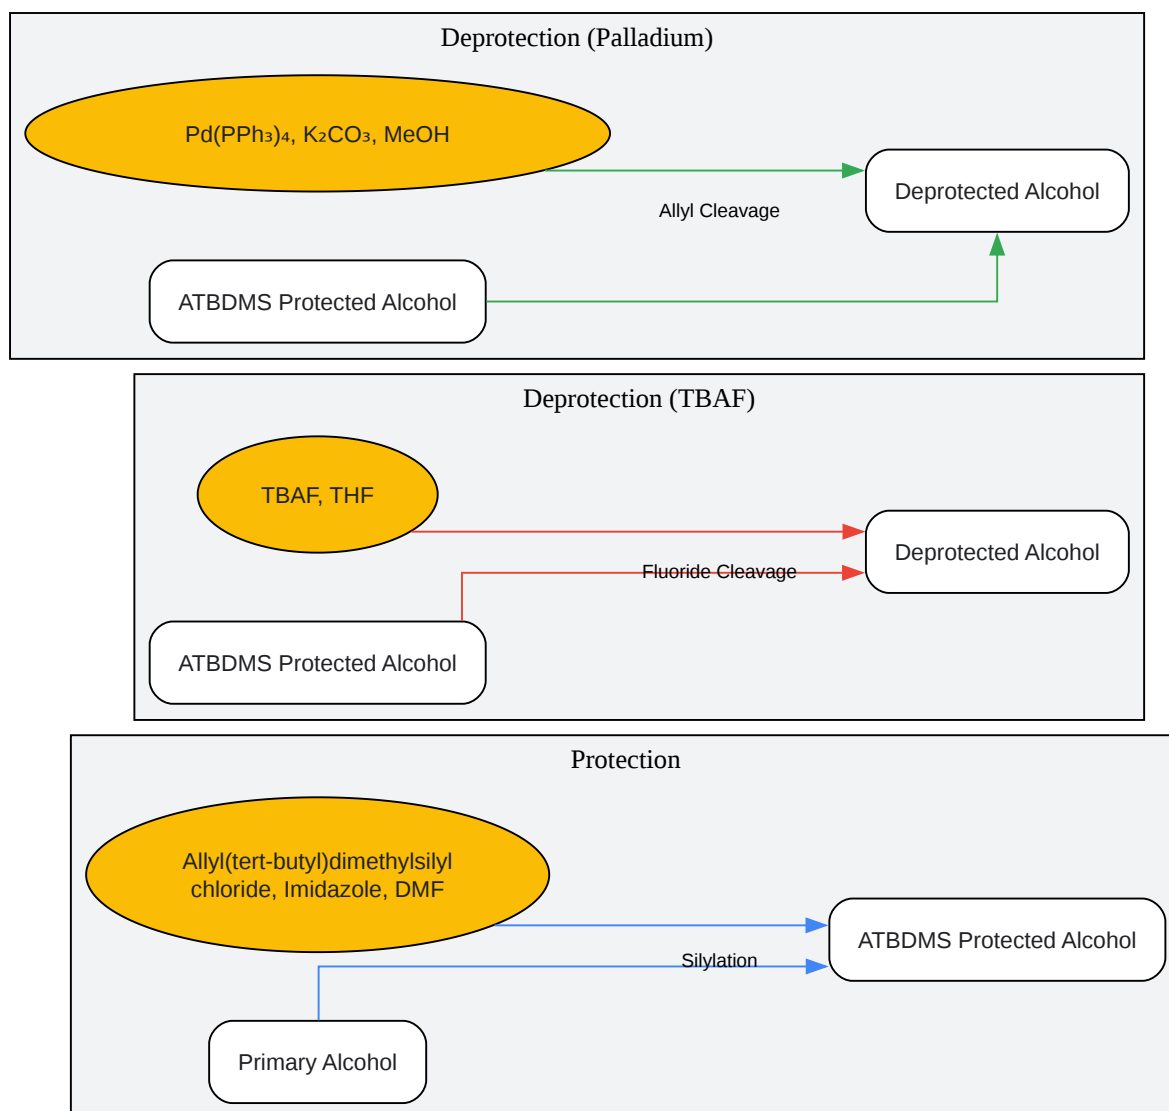 Deprotection (Palladium)
Pd(PPh₃)₄, K₂CO₃, MeOH
Deprotected Alcohol
Allyl Cleavage
ATBDMS Protected Alcohol
Deprotection (TBAF)
TBAF, THF
Deprotected Alcohol
Fluoride Cleavage
ATBDMS Protected Alcohol
Protection
Allyl(tert-butyl)dimethylsilyl
chloride, Imidazole, DMF
ATBDMS Protected Alcohol
Silylation
Primary Alcohol